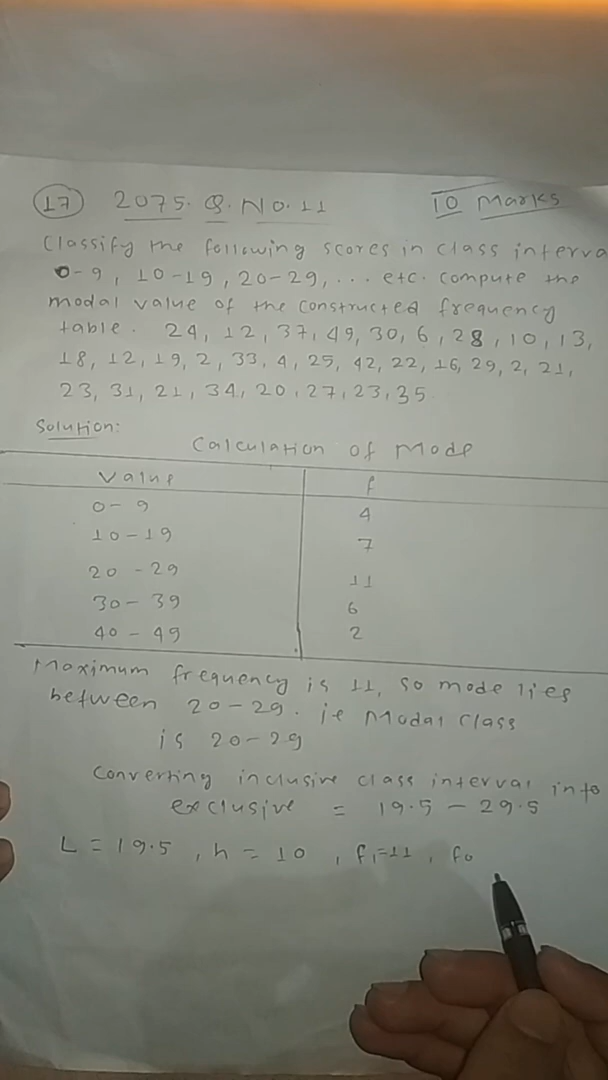 17 2075. Q. NO. 11 10 Marks
Classify the following scores in class interva
0-9, 10-19, 20-29, ... etc. compute the
modal value of the constructed frequency
table. 24, 12, 37, 49, 30, 6, 28, 10, 13,
18, 12, 19, 2, 33, 4, 25, 42, 22, 16, 29, 2, 21,
23, 31, 21, 34, 20, 27, 23, 35.
Solution:
Calculation of Mode
Value f
0-9 4
10-19 7
20-29 11
30-39 6
40-49 2
Maximum frequency is 11, so mode lies
between 20-29. ie Modal class
is 20-29
Converting inclusive class interval into
exclusive = 19.5 - 29.5
L = 19.5, h = 10, f1=11, f0